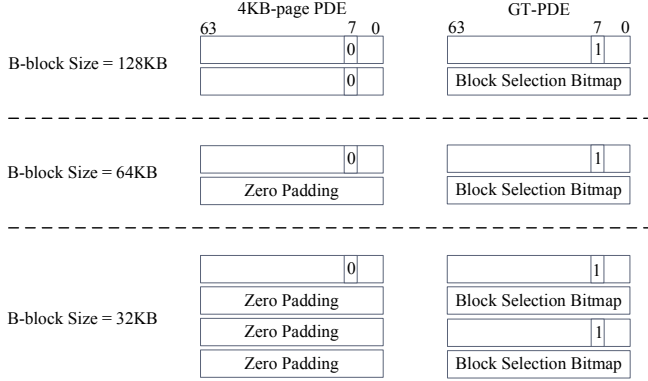 4KB-page PDE GT-PDE
63 7 0 63 7 0
0 1
B-block Size = 128KB
0 Block Selection Bitmap
0 1
B-block Size = 64KB
Zero Padding Block Selection Bitmap
0 1
Zero Padding Block Selection Bitmap
B-block Size = 32KB
Zero Padding 1
Zero Padding Block Selection Bitmap